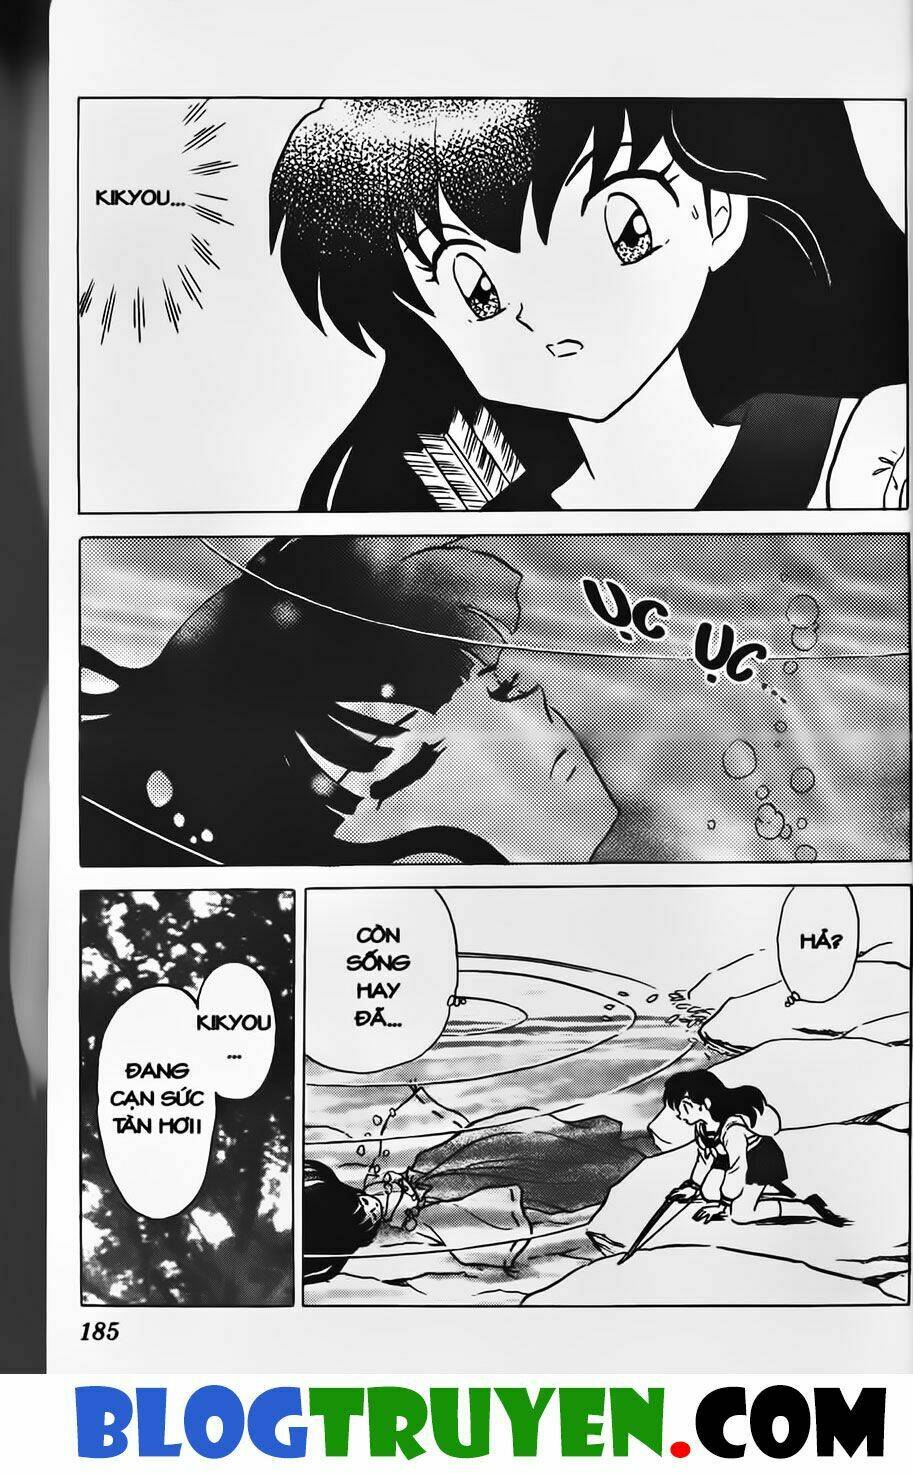 KIKYOU...
ỤC
ỤC...
HẢ?
CÒN
SỐNG
HAY
ĐÃ...
KIKYOU
...
ĐANG
CẠN SỨC
TÀN HƠI!
185
BLOGTRUYEN.COM